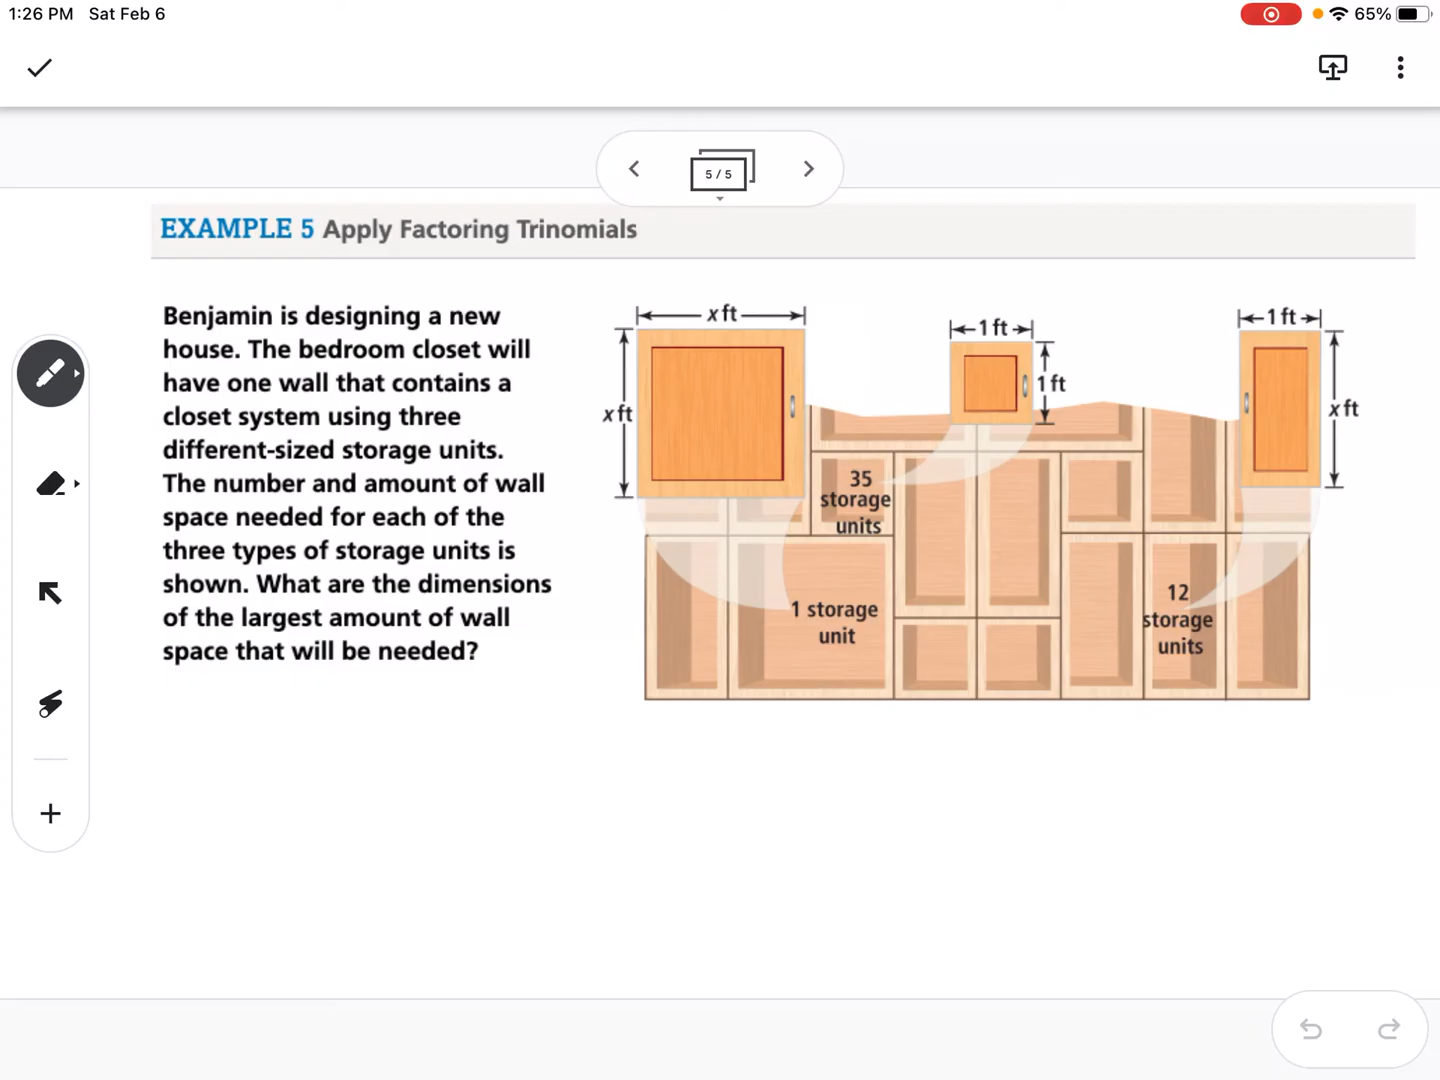 1:26 PM Sat Feb 6
65%
5 / 5
EXAMPLE 5 Apply Factoring Trinomials
Benjamin is designing a new
house. The bedroom closet will
have one wall that contains a
closet system using three
different-sized storage units.
The number and amount of wall
space needed for each of the
three types of storage units is
shown. What are the dimensions
of the largest amount of wall
space that will be needed?
x ft
x ft
1 ft
1 ft
1 ft
x ft
35
storage
units
1 storage
unit
12
storage
units